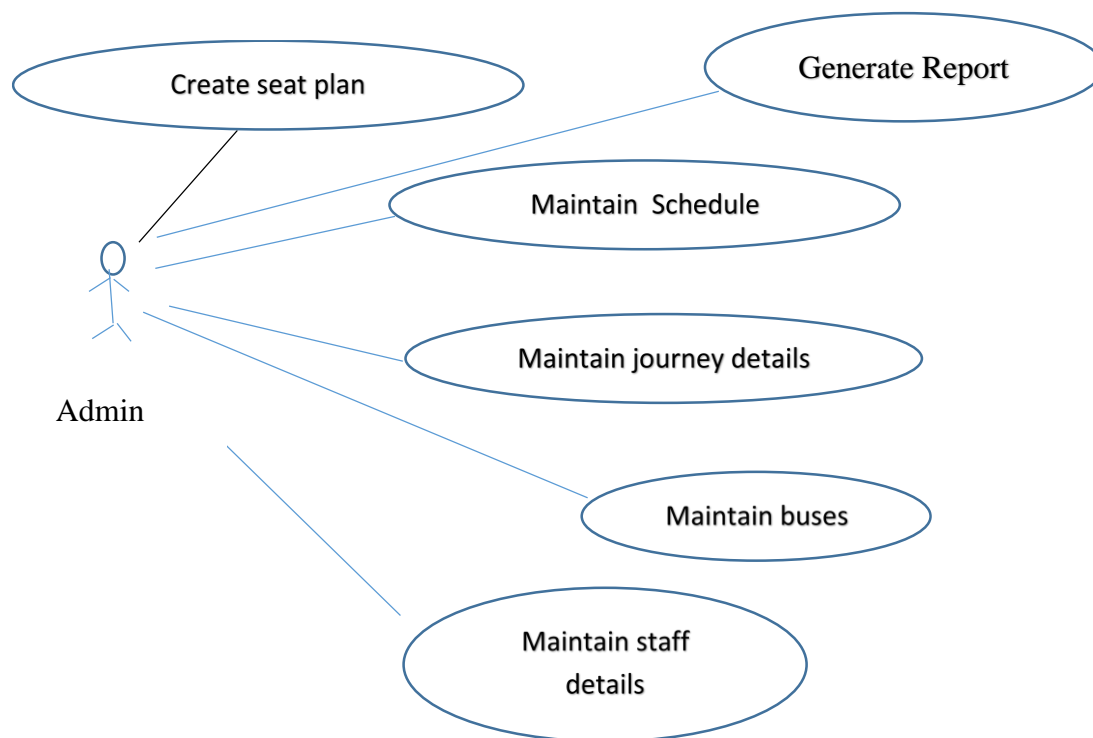 Create seat plan
Generate Report
Maintain  Schedule
Maintain journey details
Admin
Maintain buses
Maintain staff
details